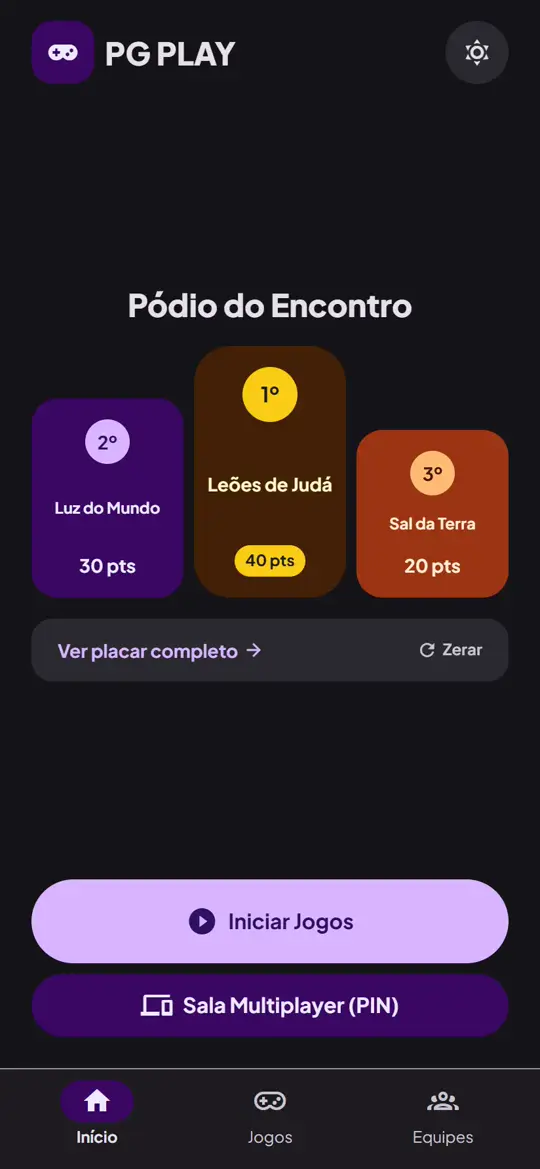 PG PLAY
Pódio do Encontro
1º
2º
3º
Leões de Judá
Luz do Mundo
Sal da Terra
40 pts
30 pts
20 pts
Ver placar completo →
Zerar
Iniciar Jogos
Sala Multiplayer (PIN)
Início
Jogos
Equipes